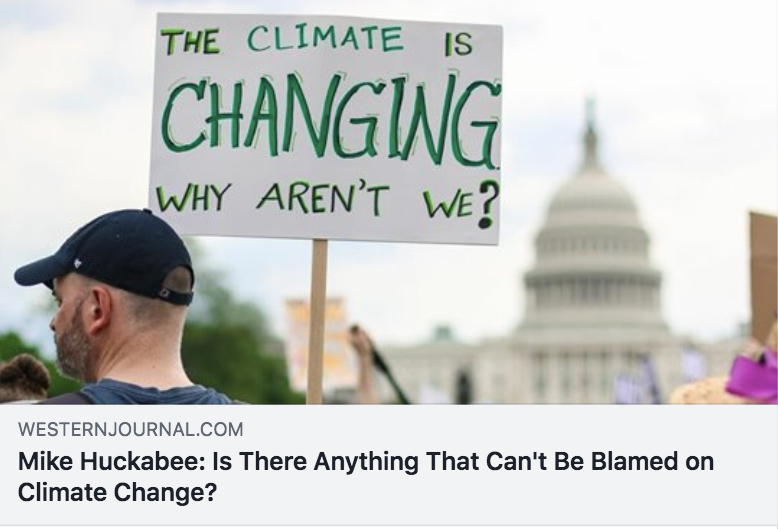 THE CLIMATE IS
CHANGING
WHY AREN'T WE?
WESTERNJOURNAL.COM
Mike Huckabee: Is There Anything That Can't Be Blamed on
Climate Change?